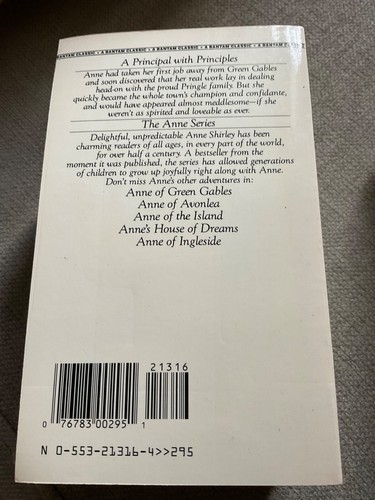 A BANTAM CLASSIC • A BANTAM CLASSIC • A BANTAM CLASSIC • A BANTAM CLASSIC • A BANTAM
A Principal with Principles
Anne had taken her first job away from Green Gables
and soon discovered that her real work lay in dealing
head-on with the proud Pringle family. But she
quickly became the whole town's champion and confidante,
and would have appeared almost meddlesome—if she
weren't so spirited and loveable as ever.
The Anne Series
Delightful, unpredictable Anne Shirley has been
charming readers of all ages, in every part of the world,
for over half a century. A bestseller from the
moment it was published, the series has allowed generations
of children to grow up joyfully right along with Anne.
Don't miss Anne's other adventures in:
Anne of Green Gables
Anne of Avonlea
Anne of the Island
Anne's House of Dreams
Anne of Ingleside
21316
0 76783 00295 1
N 0-553-21316-4>>295